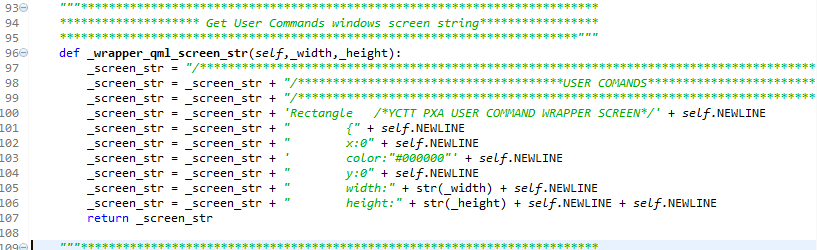 93 """**************************************************************************
94 ******************** Get User Commands windows screen string*****************
95 **************************************************************************"""
96 def _wrapper_qml_screen_str(self,_width,_height):
97 _screen_str = "/****************************************************************************************
98 _screen_str = _screen_str + "/**************************************USER COMANDS************************
99 _screen_str = _screen_str + "/**************************************************************************
100 _screen_str = _screen_str + 'Rectangle   /*YCTT PXA USER COMMAND WRAPPER SCREEN*/' + self.NEWLINE
101 _screen_str = _screen_str + "        {" + self.NEWLINE
102 _screen_str = _screen_str + "        x:0" + self.NEWLINE
103 _screen_str = _screen_str + '        color:"#000000"' + self.NEWLINE
104 _screen_str = _screen_str + "        y:0" + self.NEWLINE
105 _screen_str = _screen_str + "        width:" + str(_width) + self.NEWLINE
106 _screen_str = _screen_str + "        height:" + str(_height) + self.NEWLINE + self.NEWLINE
107 return _screen_str
108
109 """**************************************************************************